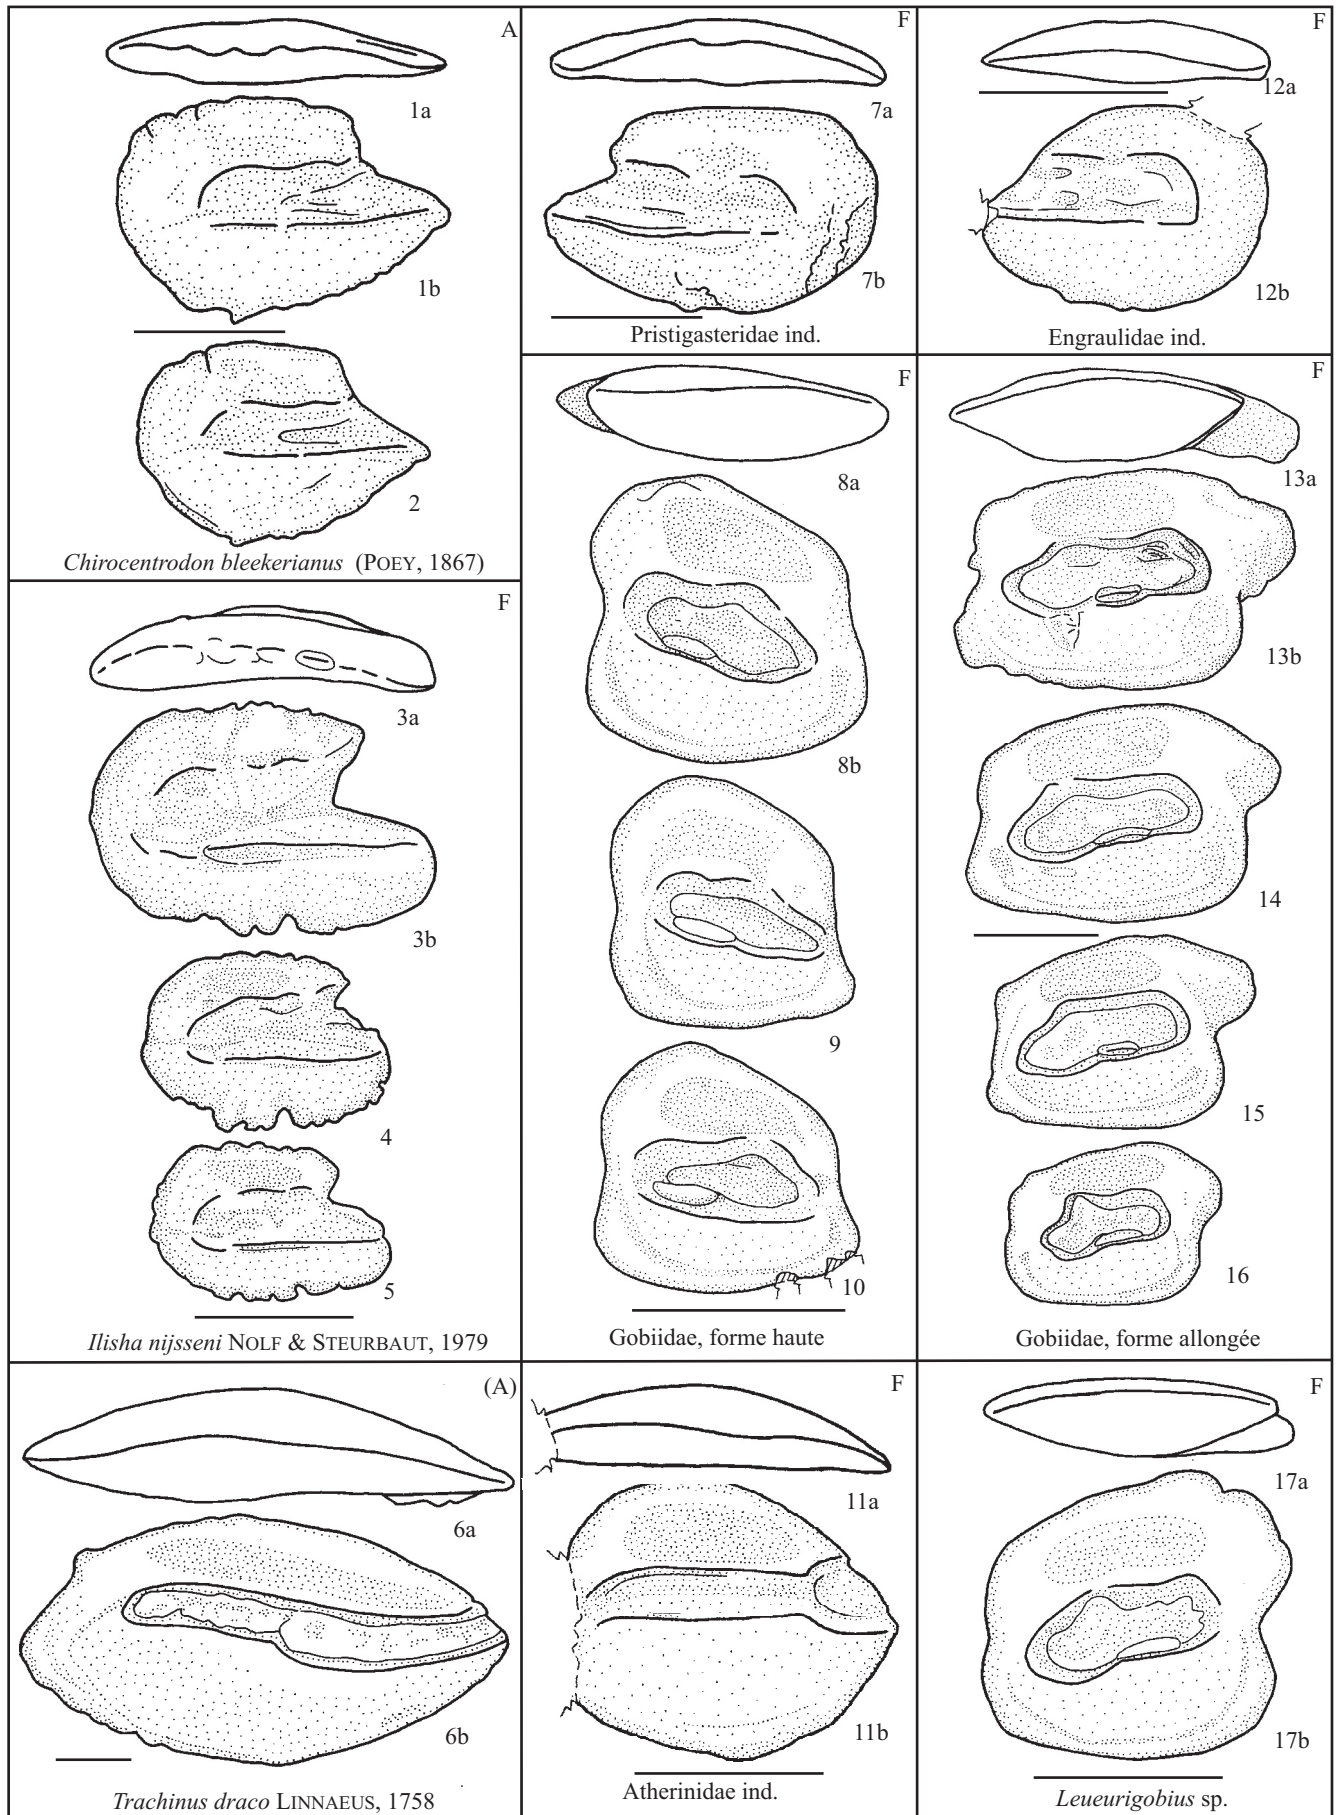 A
1a
1b
2
Chirocentrodon bleekerianus (POEY, 1867)
F
7a
7b
Pristigasteridae ind.
F
12a
12b
Engraulidae ind.
F
3a
3b
4
5
Ilisha nijsseni NOLF & STEURBAUT, 1979
F
8a
8b
9
10
Gobiidae, forme haute
F
13a
13b
14
15
16
Gobiidae, forme allongée
(A)
6a
6b
Trachinus draco LINNAEUS, 1758
F
11a
11b
Atherinidae ind.
F
17a
17b
Leueurigobius sp.